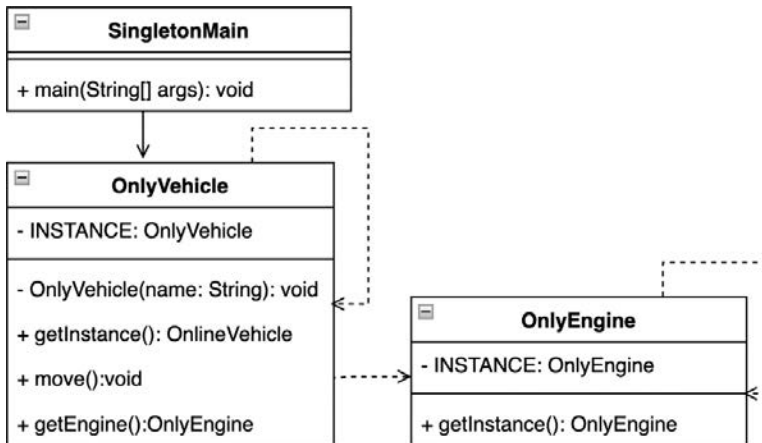 SingletonMain
+ main(String[] args): void
OnlyVehicle
- INSTANCE: OnlyVehicle
- OnlyVehicle(name: String): void
+ getInstance(): OnlineVehicle
+ move():void
+ getEngine():OnlyEngine
OnlyEngine
- INSTANCE: OnlyEngine
+ getInstance(): OnlyEngine